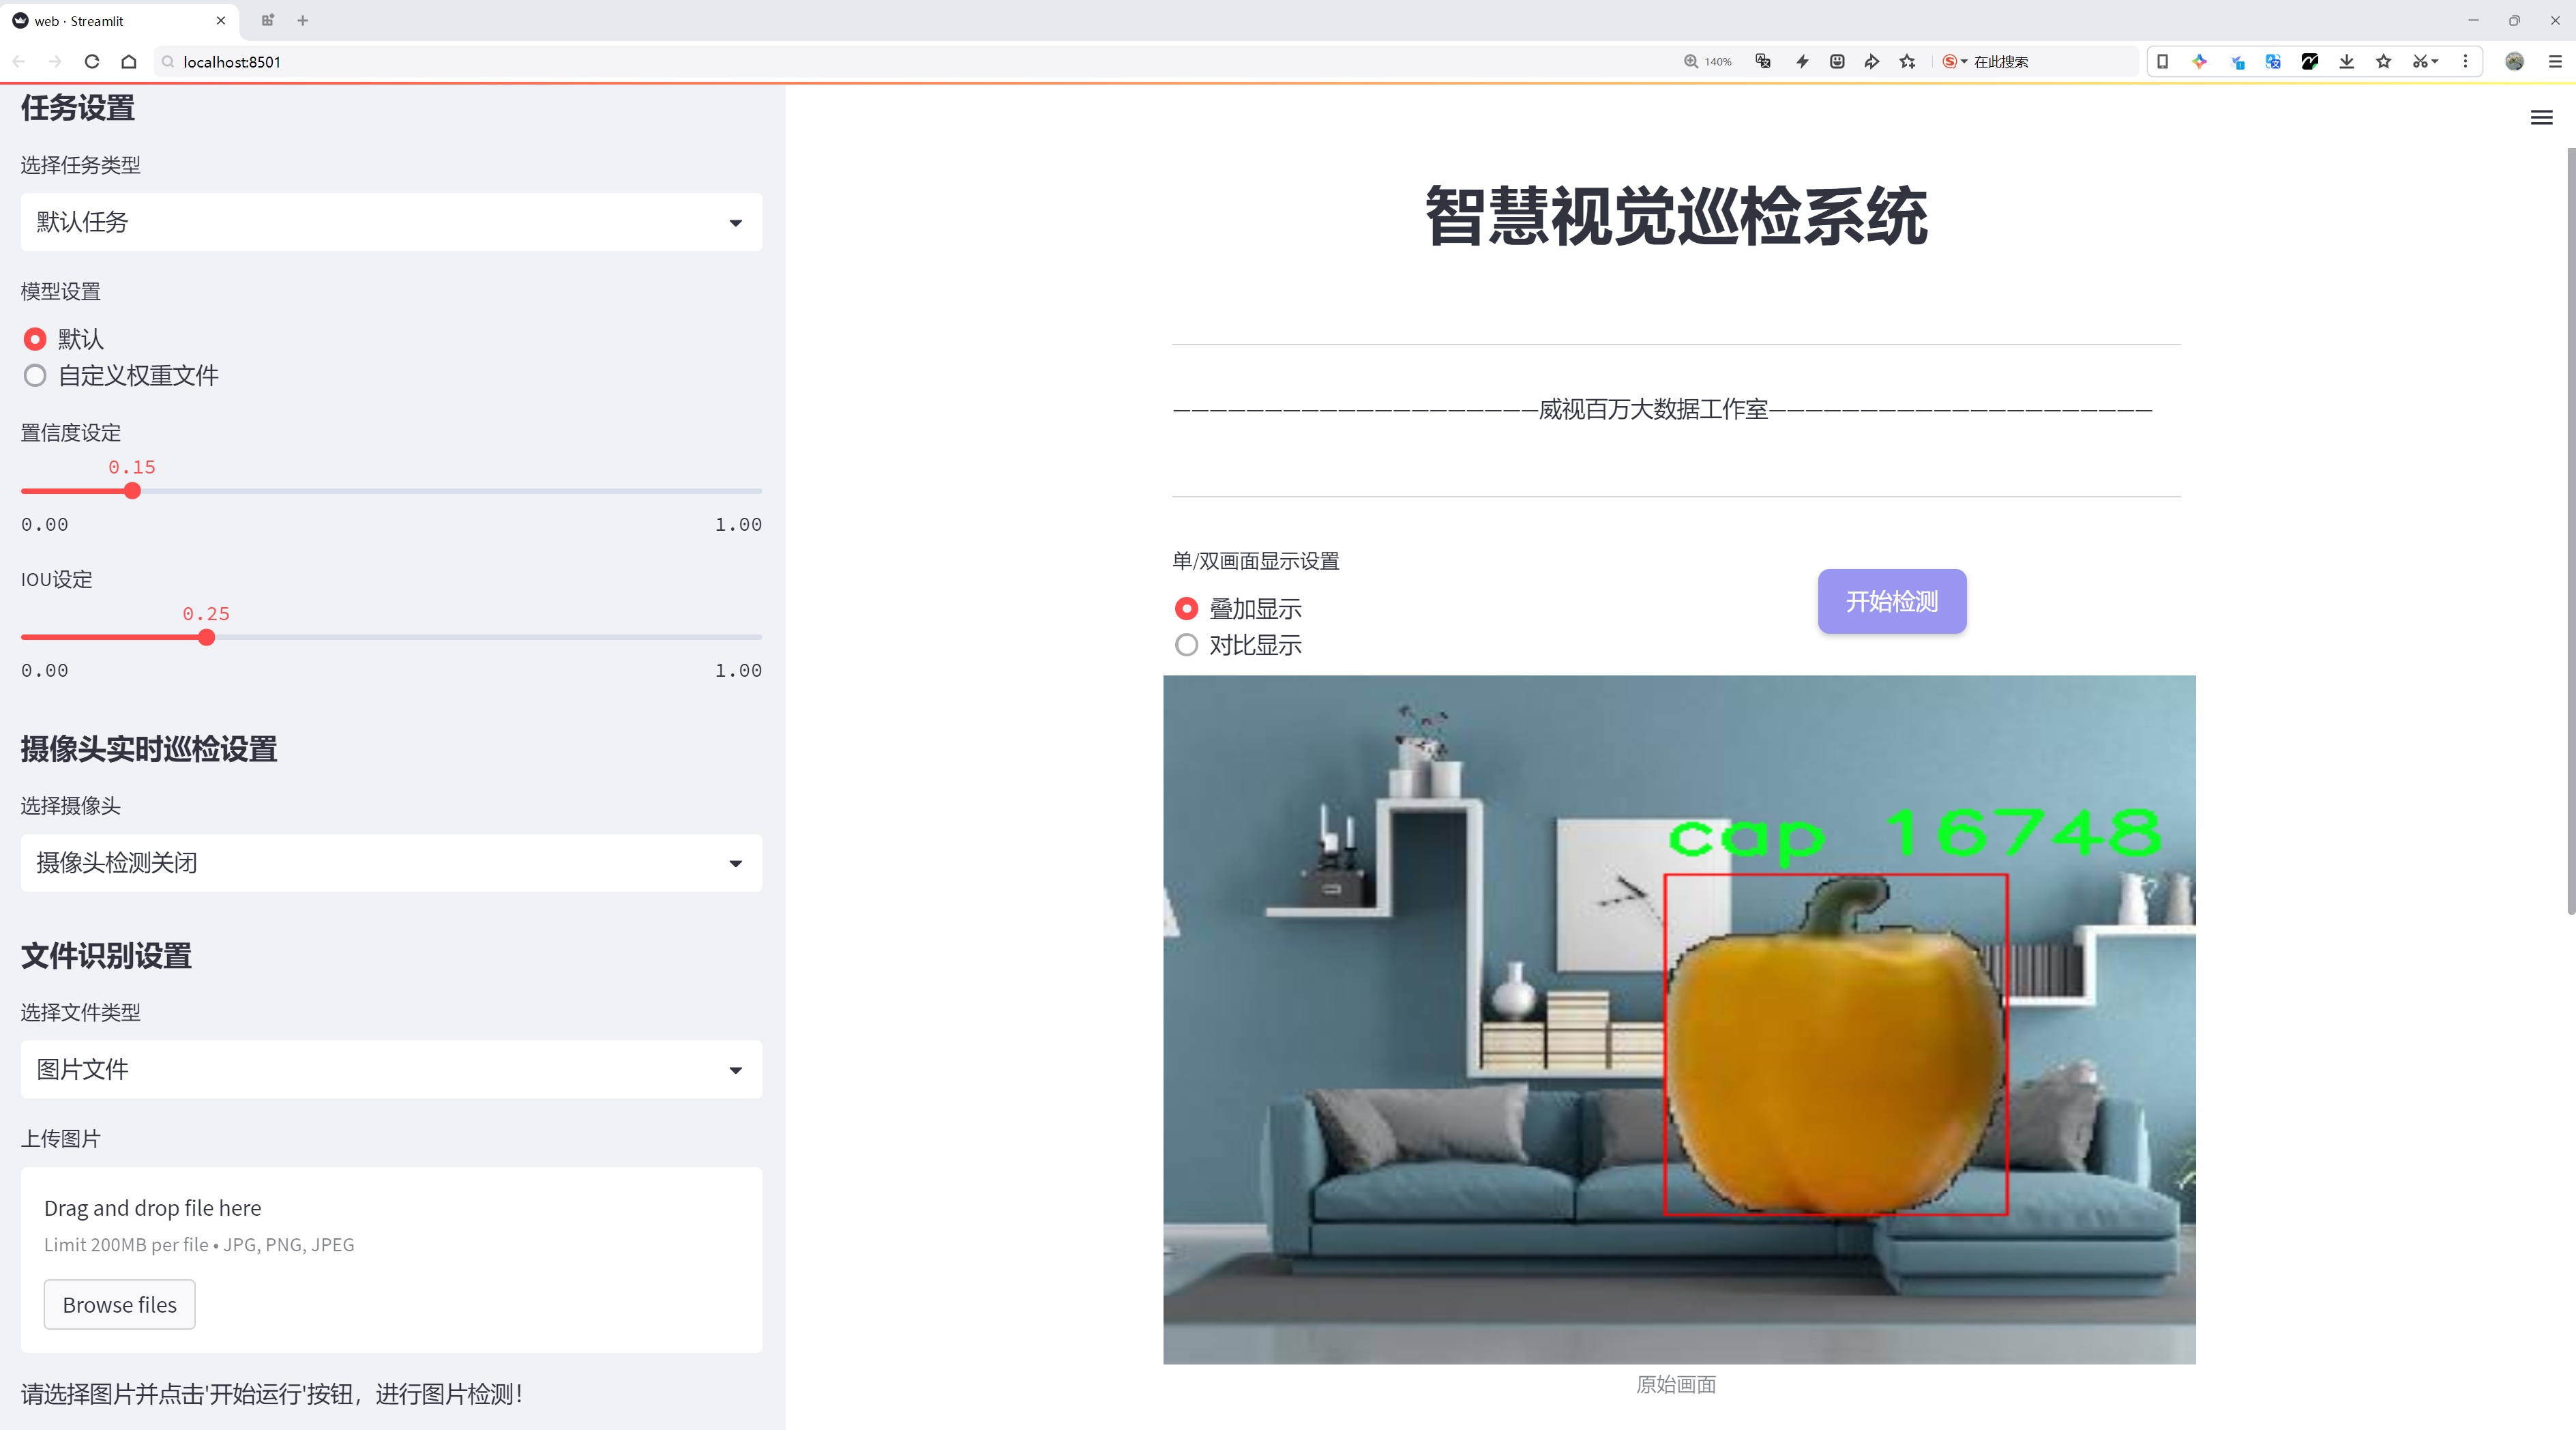 web · Streamlit
localhost:8501
140%
在此搜索
任务设置
选择任务类型
默认任务
模型设置
默认
自定义权重文件
置信度设定
0.15
0.00
1.00
IOU设定
0.25
0.00
1.00
摄像头实时巡检设置
选择摄像头
摄像头检测关闭
文件识别设置
选择文件类型
图片文件
上传图片
Drag and drop file here
Limit 200MB per file • JPG, PNG, JPEG
Browse files
请选择图片并点击'开始运行'按钮，进行图片检测！
智慧视觉巡检系统
————————————————————威视百万大数据工作室—————————————————————
单/双画面显示设置
叠加显示
对比显示
开始检测
cap 16748
原始画面